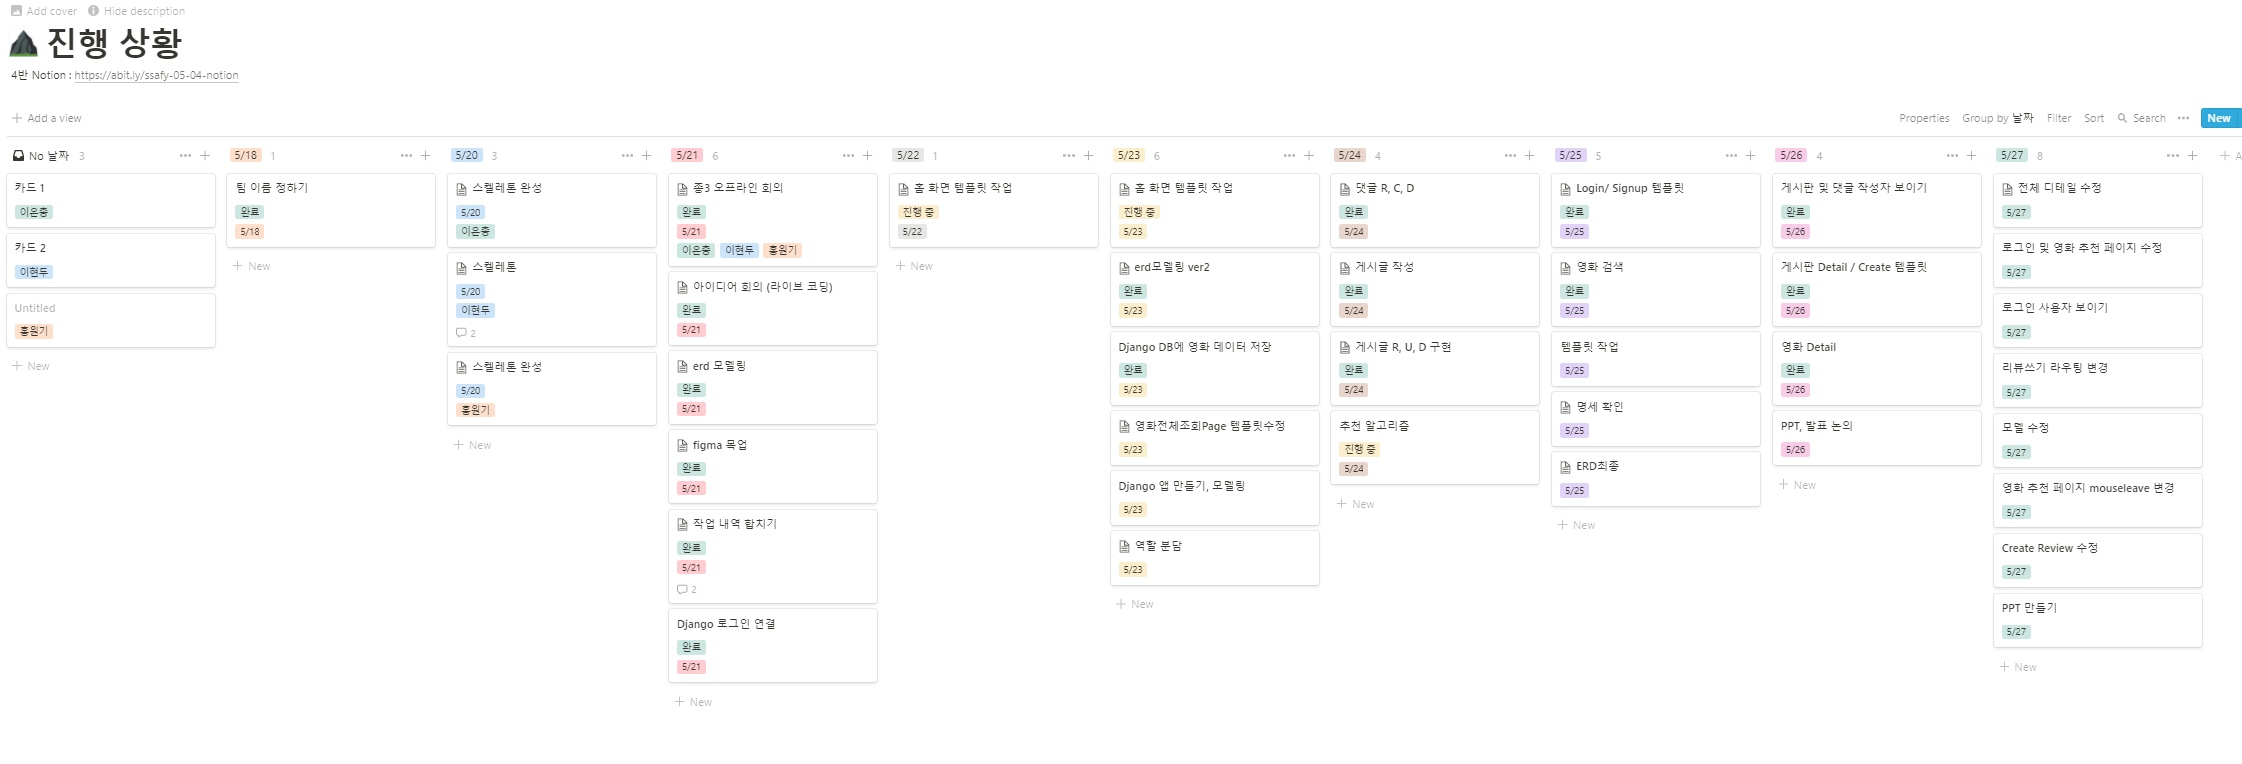 Add cover Hide description
진행 상황
4반 Notion : https://abit.ly/ssafy-05-04-notion
Add a view
Properties Group by 날짜 Filter Sort Search New
No 날짜 3
카드 1
이은총
카드 2
이현두
Untitled
홍원기
New
5/18 1
팀 이름 정하기
완료
5/18
New
5/20 3
스켈레톤 완성
5/20
이은총
스켈레톤
5/20
이현두
2
스켈레톤 완성
5/20
홍원기
New
5/21 6
종3 오프라인 회의
완료
5/21
이은총 이현두 홍원기
아이디어 회의 (라이브 코딩)
완료
5/21
erd 모델링
완료
5/21
figma 목업
완료
5/21
작업 내역 합치기
완료
5/21
2
Django 로그인 연결
완료
5/21
New
5/22 1
홈 화면 템플릿 작업
진행 중
5/22
New
5/23 6
홈 화면 템플릿 작업
진행 중
5/23
erd모델링 ver2
완료
5/23
Django DB에 영화 데이터 저장
완료
5/23
영화전체조회Page 템플릿수정
5/23
Django 앱 만들기, 모델링
5/23
역할 분담
5/23
New
5/24 4
댓글 R, C, D
완료
5/24
게시글 작성
완료
5/24
게시글 R, U, D 구현
완료
5/24
추천 알고리즘
진행 중
5/24
New
5/25 5
Login/ Signup 템플릿
완료
5/25
영화 검색
완료
5/25
템플릿 작업
5/25
명세 확인
5/25
ERD최종
5/25
New
5/26 4
게시판 및 댓글 작성자 보이기
완료
5/26
게시판 Detail / Create 템플릿
완료
5/26
영화 Detail
완료
5/26
PPT, 발표 논의
5/26
New
5/27 8
전체 디테일 수정
5/27
로그인 및 영화 추천 페이지 수정
5/27
로그인 사용자 보이기
5/27
리뷰쓰기 라우팅 변경
5/27
모델 수정
5/27
영화 추천 페이지 mouseleave 변경
5/27
Create Review 수정
5/27
PPT 만들기
5/27
New